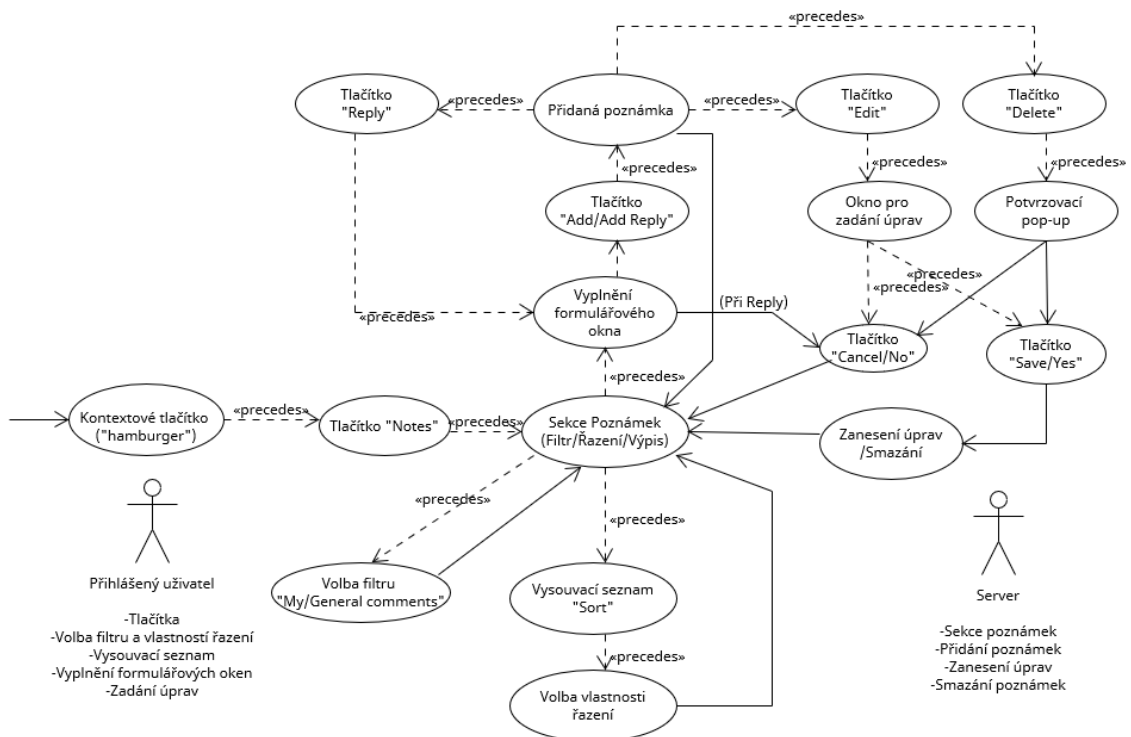 «precedes»
Tlačítko
"Reply"
«precedes»
Přidaná poznámka
«precedes»
Tlačítko
"Edit"
Tlačítko
"Delete"
«precedes»
«precedes»
«precedes»
Tlačítko
"Add/Add Reply"
Okno pro
zadání úprav
Potvrzovací
pop-up
«precedes»
«precedes»
«precedes»
Vyplnění
formulářového
okna
(Při Reply)
Tlačítko
"Cancel/No"
Tlačítko
"Save/Yes"
«precedes»
Kontextové tlačítko
("hamburger")
«precedes»
Tlačítko "Notes"
«precedes»
Sekce Poznámek
(Filtr/Řazení/Výpis)
Zanesení úprav
/Smazání
«precedes»
«precedes»
Přihlášený uživatel
-Tlačítka
-Volba filtru a vlastností řazení
-Vysouvací seznam
-Vyplnění formulářových oken
-Zadání úprav
Volba filtru
"My/General comments"
Vysouvací seznam
"Sort"
«precedes»
Volba vlastnosti
řazení
Server
-Sekce poznámek
-Přidání poznámek
-Zanesení úprav
-Smazání poznámek